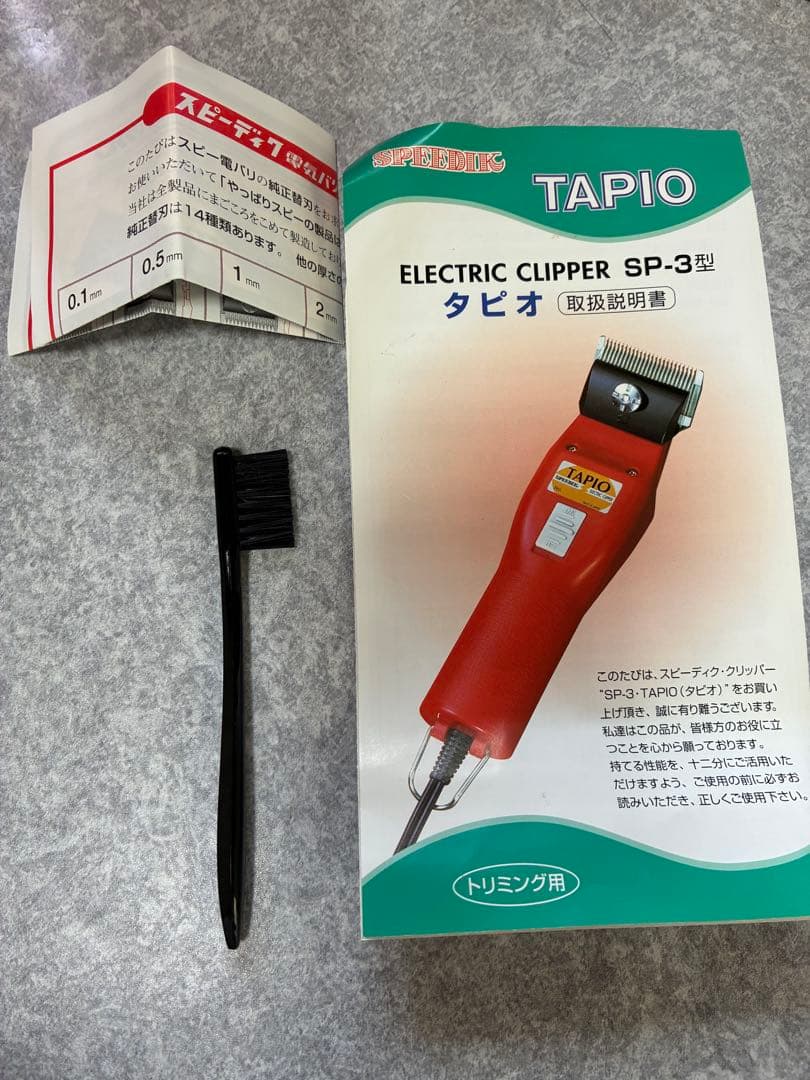 スピーディク 電気バリ
このたびはスピー電バリの純正替刃をお
お使いいただいて「やっぱりスピーの製品は
当社は全製品にまごころをこめて製造してお
純正替刃は14種類あります。 他の厚さの
0.1mm
0.5mm
1mm
2mm
SPEEDIK
TAPIO
ELECTRIC CLIPPER SP-3型
タピオ 取扱説明書
TAPIO
SPEEDIK ELECTRIC CLIPPER
このたびは、スピーディク・クリッパー
“SP-3・TAPIO(タピオ)”をお買い
上げ頂き、誠に有り難うございます。
私達はこの品が、皆様方のお役に立
つことを心から願っております。
持てる性能を、十二分にご活用いた
だけますよう、ご使用の前に必ずお
読みいただき、正しくご使用下さい。
トリミング用